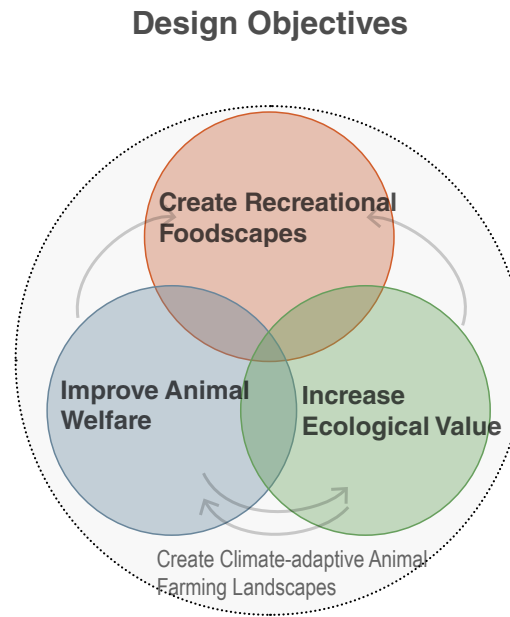 Design Objectives
Create Recreational
Foodscapes
Improve Animal
Welfare
Increase
Ecological Value
Create Climate-adaptive Animal
Farming Landscapes